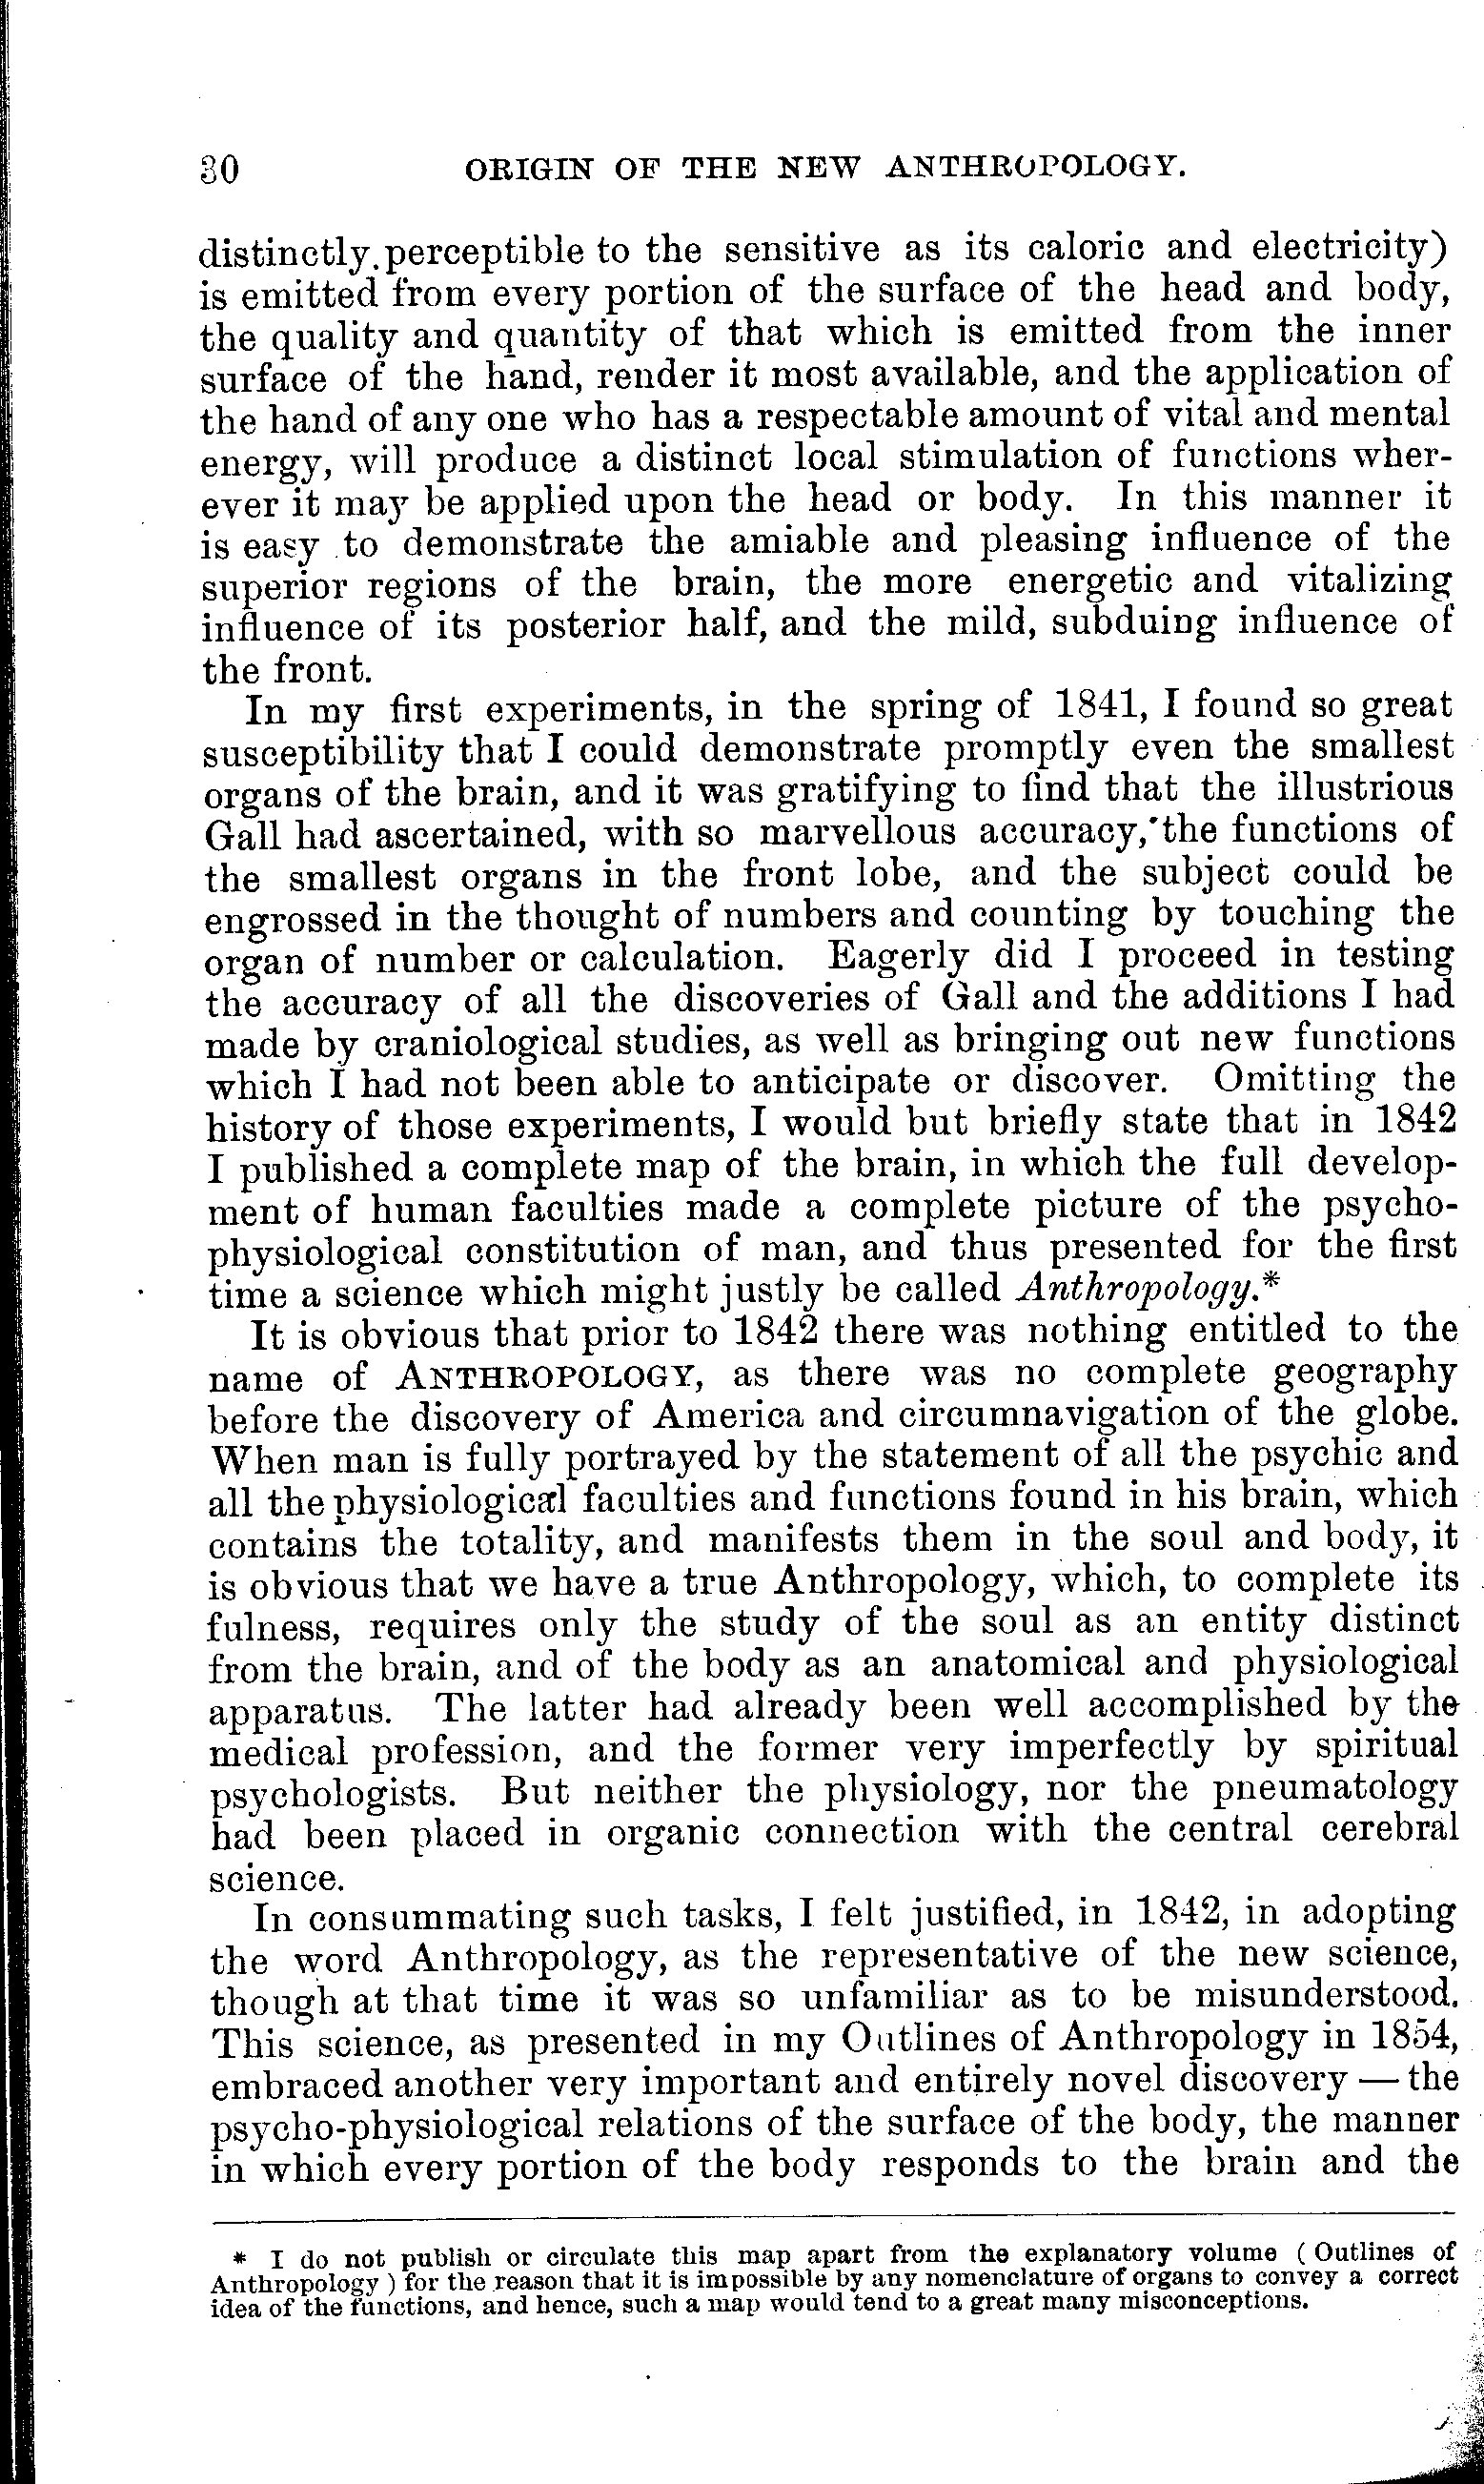 30 ORIGIN OF THE NEW ANTHROPOLOGY.
distinctly perceptible to the sensitive as its caloric and electricity)
is emitted from every portion of the surface of the head and body,
the quality and quantity of that which is emitted from the inner
surface of the hand, render it most available, and the application of
the hand of any one who has a respectable amount of vital and mental
energy, will produce a distinct local stimulation of functions wher-
ever it may be applied upon the head or body. In this manner it
is easy to demonstrate the amiable and pleasing influence of the
superior regions of the brain, the more energetic and vitalizing
influence of its posterior half, and the mild, subduing influence of
the front.
In my first experiments, in the spring of 1841, I found so great
susceptibility that I could demonstrate promptly even the smallest
organs of the brain, and it was gratifying to find that the illustrious
Gall had ascertained, with so marvellous accuracy, the functions of
the smallest organs in the front lobe, and the subject could be
engrossed in the thought of numbers and counting by touching the
organ of number or calculation. Eagerly did I proceed in testing
the accuracy of all the discoveries of Gall and the additions I had
made by craniological studies, as well as bringing out new functions
which I had not been able to anticipate or discover. Omitting the
history of those experiments, I would but briefly state that in 1842
I published a complete map of the brain, in which the full develop-
ment of human faculties made a complete picture of the psycho-
physiological constitution of man, and thus presented for the first
time a science which might justly be called Anthropology.*
It is obvious that prior to 1842 there was nothing entitled to the
name of ANTHROPOLOGY, as there was no complete geography
before the discovery of America and circumnavigation of the globe.
When man is fully portrayed by the statement of all the psychic and
all the physiological faculties and functions found in his brain, which
contains the totality, and manifests them in the soul and body, it
is obvious that we have a true Anthropology, which, to complete its
fulness, requires only the study of the soul as an entity distinct
from the brain, and of the body as an anatomical and physiological
apparatus. The latter had already been well accomplished by the
medical profession, and the former very imperfectly by spiritual
psychologists. But neither the physiology, nor the pneumatology
had been placed in organic connection with the central cerebral
science.
In consummating such tasks, I felt justified, in 1842, in adopting
the word Anthropology, as the representative of the new science,
though at that time it was so unfamiliar as to be misunderstood.
This science, as presented in my Outlines of Anthropology in 1854,
embraced another very important and entirely novel discovery — the
psycho-physiological relations of the surface of the body, the manner
in which every portion of the body responds to the brain and the
* I do not publish or circulate this map apart from the explanatory volume ( Outlines of
Anthropology ) for the reason that it is impossible by any nomenclature of organs to convey a correct
idea of the functions, and hence, such a map would tend to a great many misconceptions.